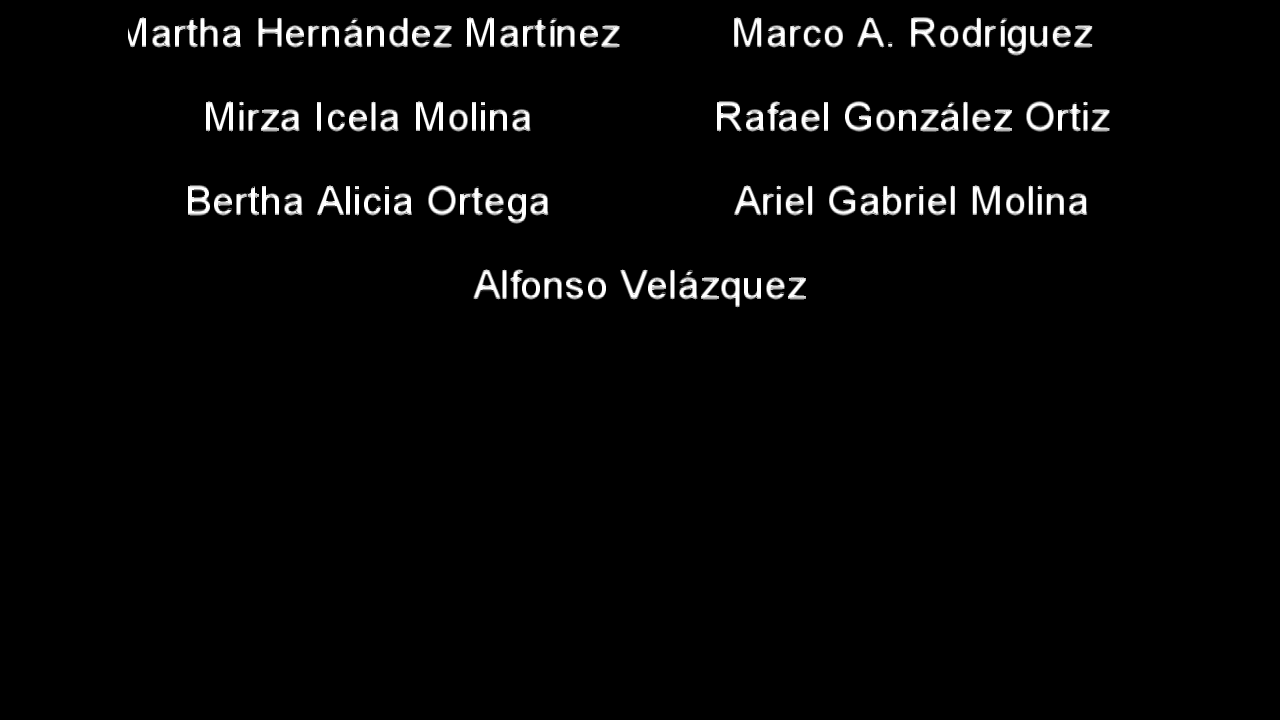 Martha Hernández Martínez
Marco A. Rodríguez
Mirza Icela Molina
Rafael González Ortiz
Bertha Alicia Ortega
Ariel Gabriel Molina
Alfonso Velázquez